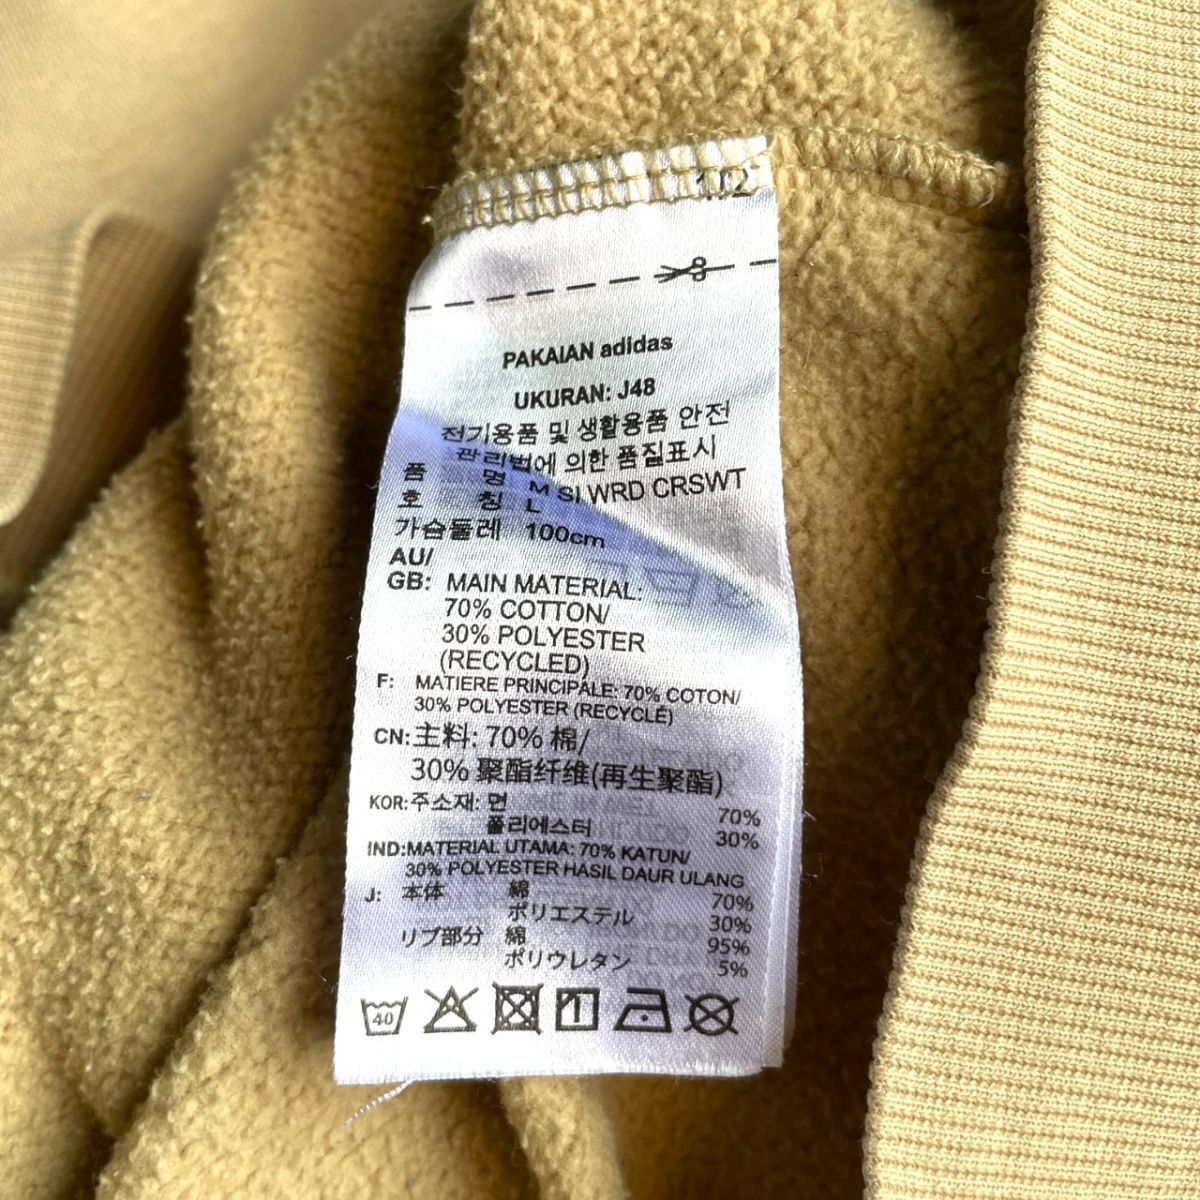 PAKAIAN adidas
UKURAN: J48
전기용품 및 생활용품 안전
관리법에 의한 품질표시
품 명 M SI WRD CRSWT
호 칭 L
가슴둘레 100cm
AU/
GB: MAIN MATERIAL:
70% COTTON/
30% POLYESTER
(RECYCLED)
F: MATIERE PRINCIPALE: 70% COTON/
30% POLYESTER (RECYCLÉ)
CN: 主料: 70% 棉/
30% 聚酯纤维(再生聚酯)
KOR: 주소재: 면 70%
폴리에스터 30%
IND: MATERIAL UTAMA: 70% KATUN/
30% POLYESTER HASIL DAUR ULANG
J: 本体 綿 70%
ポリエステル 30%
リブ部分 綿 95%
ポリウレタン 5%
40